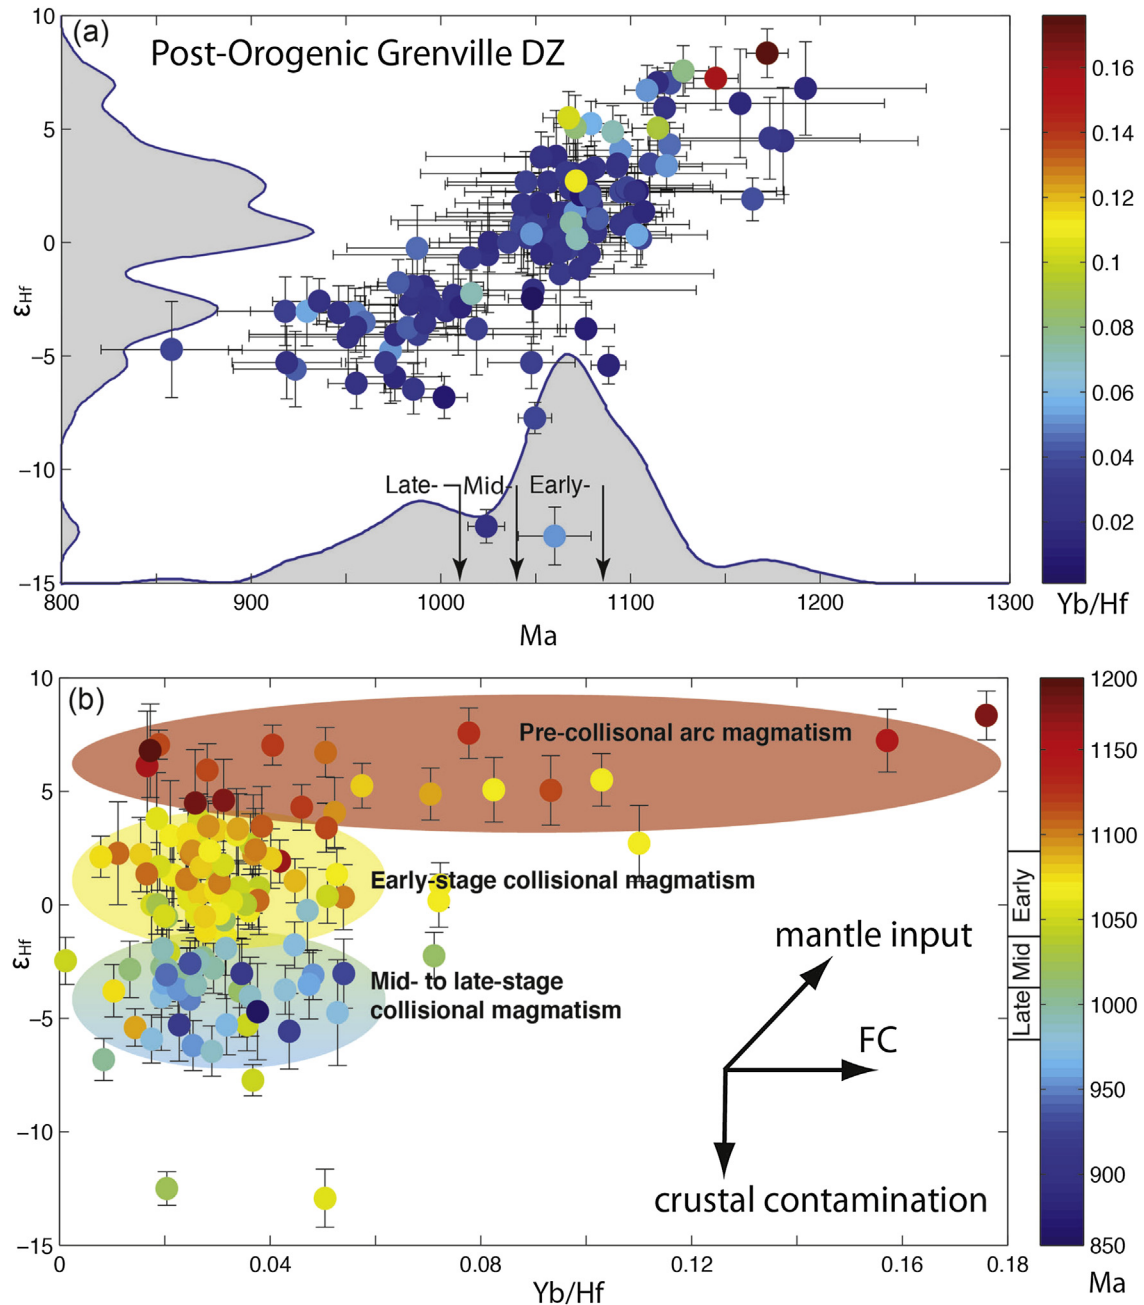 (a)
Post-Orogenic Grenville DZ
10
5
0
−5
−10
−15
εHf
Late-
Mid-
Early-
800
900
1000
1100
1200
1300
Ma
0.16
0.14
0.12
0.1
0.08
0.06
0.04
0.02
Yb/Hf
(b)
10
5
0
−5
−10
−15
εHf
Pre-collisonal arc magmatism
Early-stage collisional magmatism
Mid- to late-stage
collisional magmatism
mantle input
FC
crustal contamination
Early
Mid
Late
0
0.04
0.08
0.12
0.16
0.18
Yb/Hf
1200
1150
1100
1050
1000
950
900
850
Ma